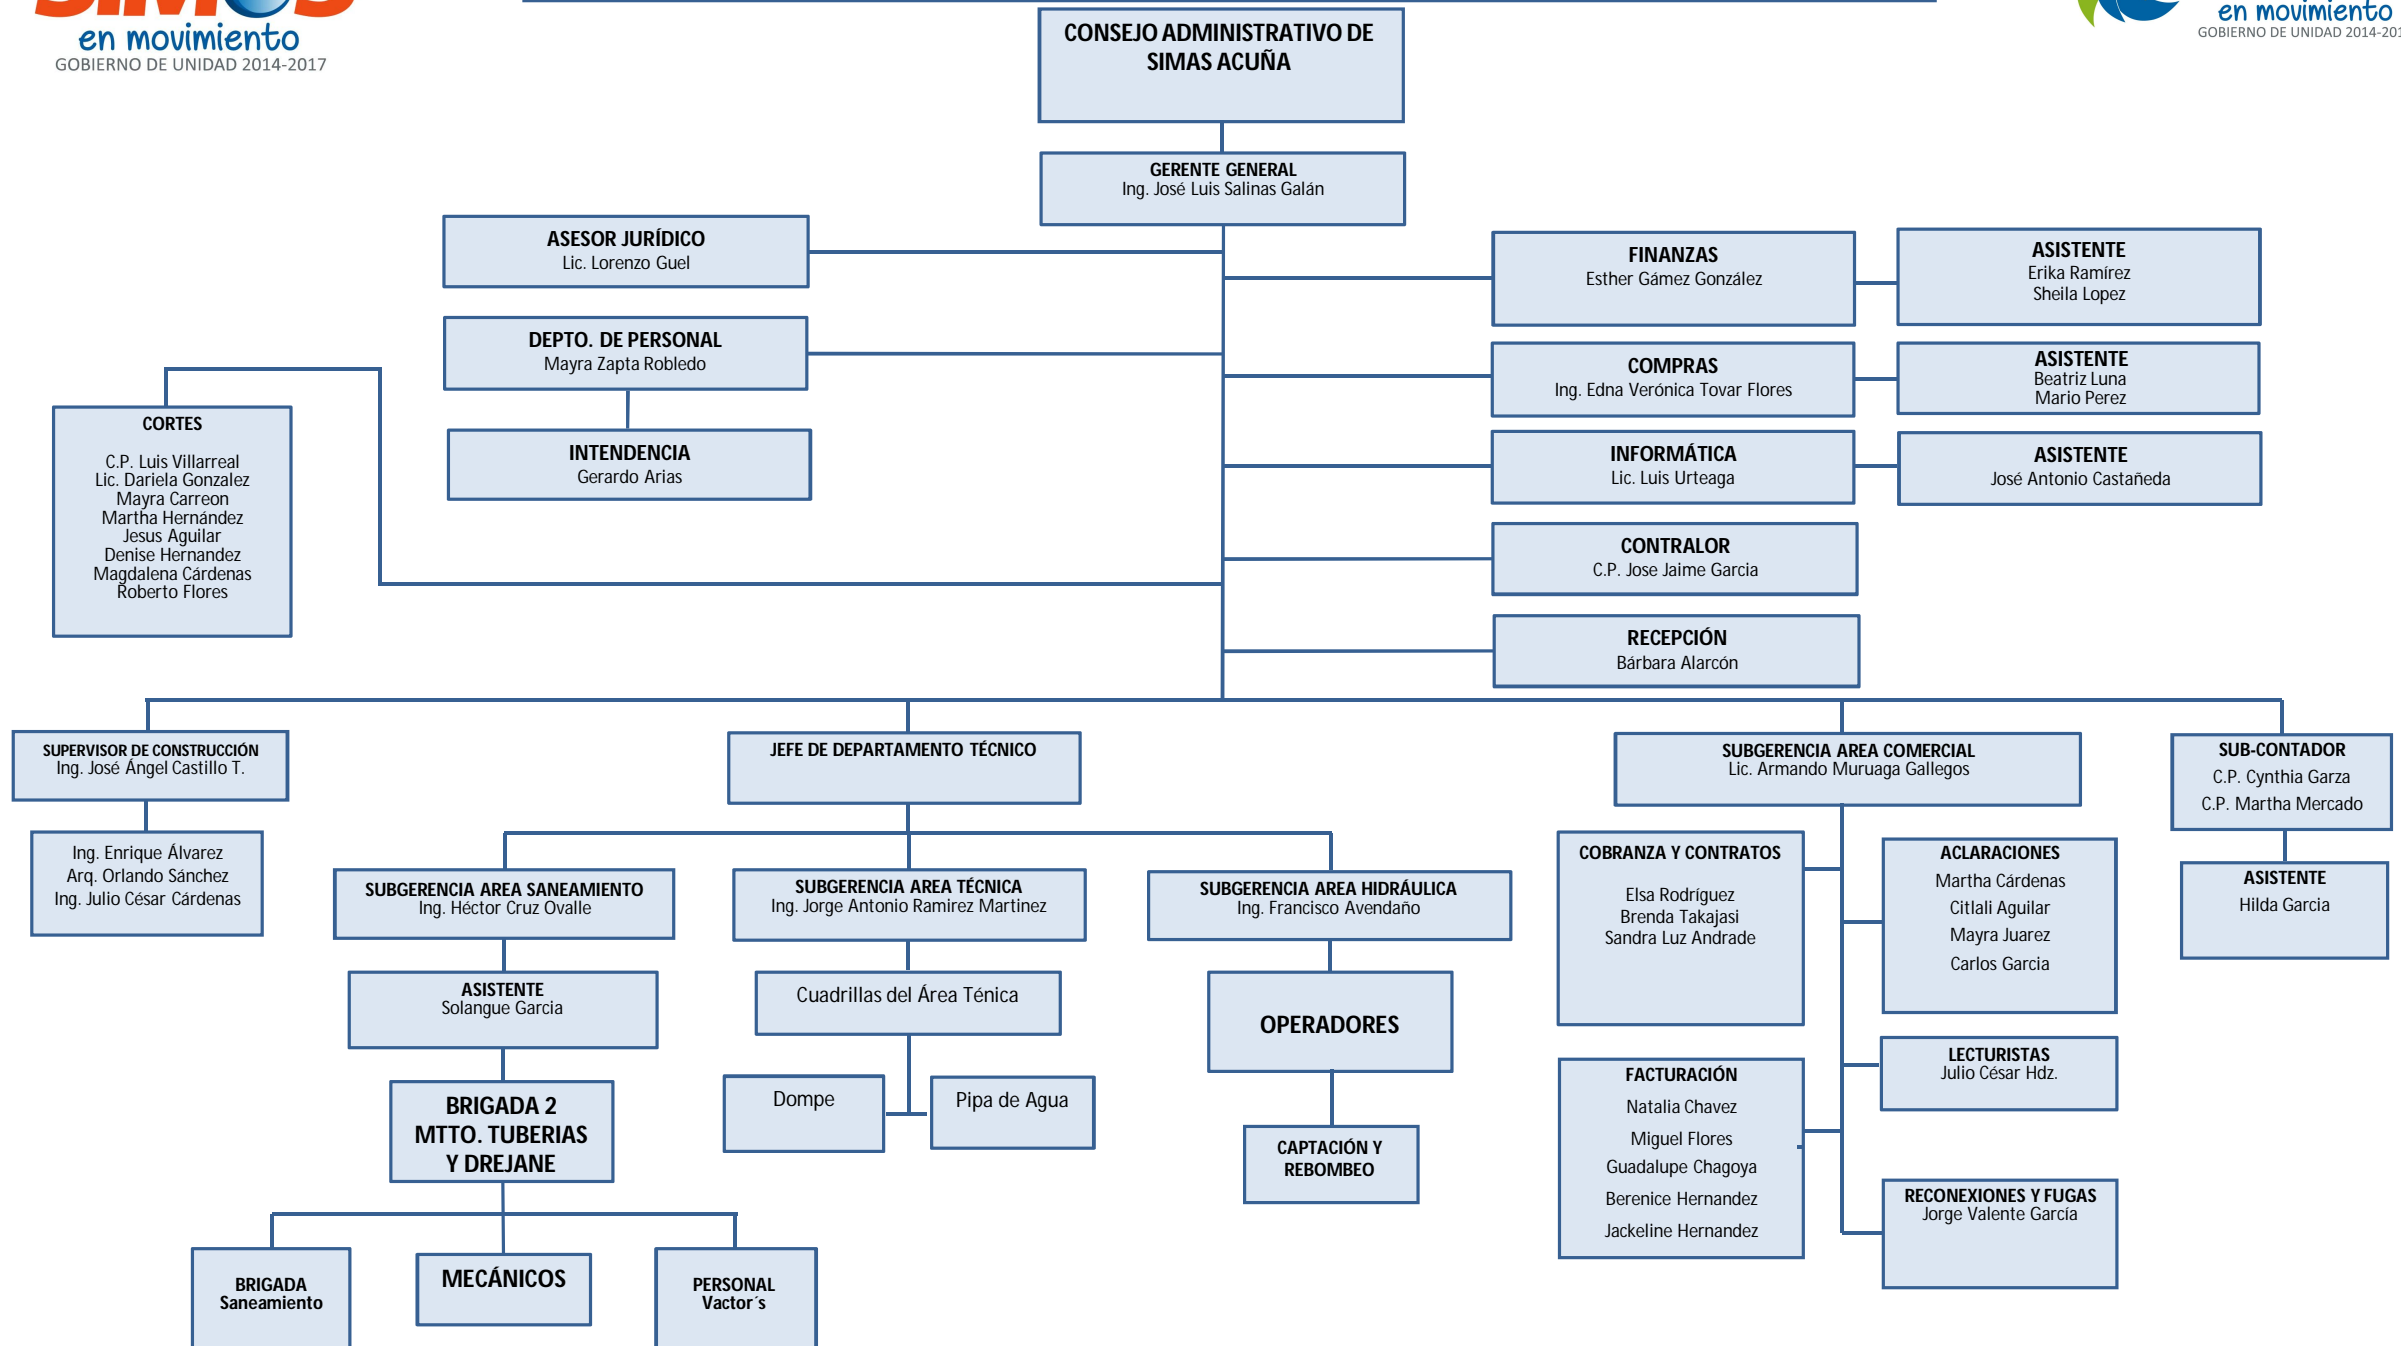 SIMAS
en movimiento
GOBIERNO DE UNIDAD 2014-2017
en movimiento
GOBIERNO DE UNIDAD
CONSEJO ADMINISTRATIVO DE
SIMAS ACUÑA
GERENTE GENERAL
Ing. José Luis Salinas Galán
ASESOR JURÍDICO
Lic. Lorenzo Guel
FINANZAS
Esther Gámez González
ASISTENTE
Erika Ramírez
Sheila Lopez
DEPTO. DE PERSONAL
Mayra Zapta Robledo
COMPRAS
Ing. Edna Verónica Tovar Flores
ASISTENTE
Beatriz Luna
Mario Perez
CORTES
C.P. Luis Villarreal
Lic. Dariela Gonzalez
Mayra Carreon
Martha Hernández
Jesus Aguilar
Denise Hernandez
Magdalena Cárdenas
Roberto Flores
INTENDENCIA
Gerardo Arias
INFORMÁTICA
Lic. Luis Urteaga
ASISTENTE
José Antonio Castañeda
CONTRALOR
C.P. Jose Jaime Garcia
RECEPCIÓN
Bárbara Alarcón
SUPERVISOR DE CONSTRUCCIÓN
Ing. José Ángel Castillo T.
JEFE DE DEPARTAMENTO TÉCNICO
SUBGERENCIA AREA COMERCIAL
Lic. Armando Muruaga Gallegos
SUB-CONTADOR
C.P. Cynthia Garza
C.P. Martha Mercado
Ing. Enrique Álvarez
Arq. Orlando Sánchez
Ing. Julio César Cárdenas
SUBGERENCIA AREA SANEAMIENTO
Ing. Héctor Cruz Ovalle
SUBGERENCIA AREA TÉCNICA
Ing. Jorge Antonio Ramirez Martinez
SUBGERENCIA AREA HIDRÁULICA
Ing. Francisco Avendaño
COBRANZA Y CONTRATOS
Elsa Rodríguez
Brenda Takajasi
Sandra Luz Andrade
ACLARACIONES
Martha Cárdenas
Citlali Aguilar
Mayra Juarez
Carlos Garcia
ASISTENTE
Hilda Garcia
ASISTENTE
Solangue Garcia
Cuadrillas del Área Ténica
OPERADORES
BRIGADA 2
MTTO. TUBERIAS
Y DREJANE
Dompe
Pipa de Agua
CAPTACIÓN Y
REBOMBEO
FACTURACIÓN
Natalia Chavez
Miguel Flores
Guadalupe Chagoya
Berenice Hernandez
Jackeline Hernandez
LECTURISTAS
Julio César Hdz.
RECONEXIONES Y FUGAS
Jorge Valente García
BRIGADA
Saneamiento
MECÁNICOS
PERSONAL
Vactor´s